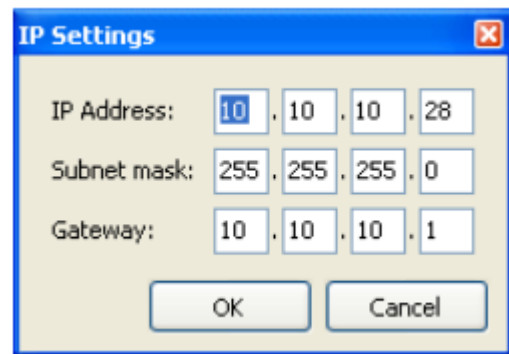 IP Settings
IP Address: 10 . 10 . 10 . 28
Subnet mask: 255 . 255 . 255 . 0
Gateway: 10 . 10 . 10 . 1
OK Cancel